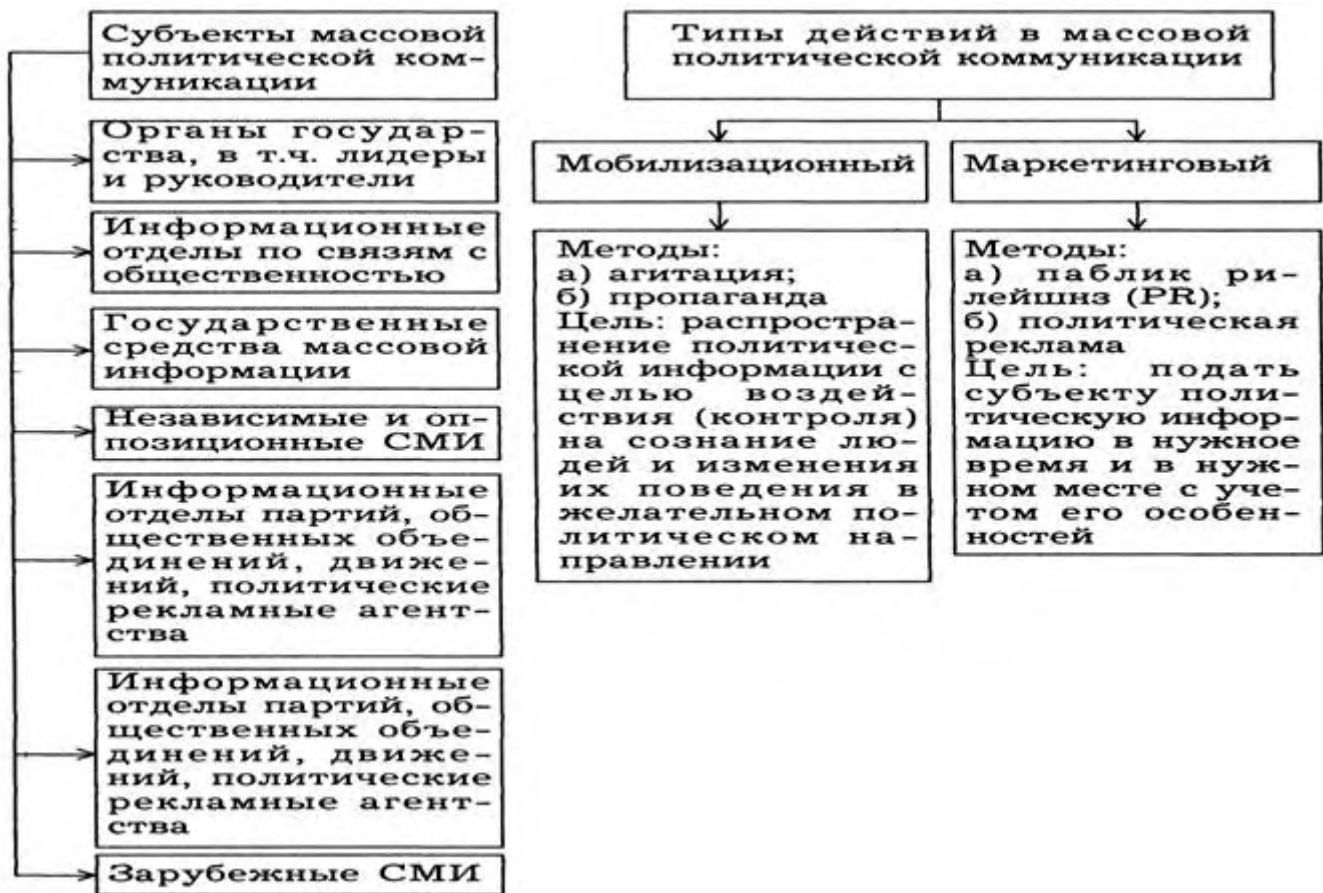 Субъекты массовой
политической ком-
муникации
Органы государ-
ства, в т.ч. лидеры
и руководители
Информационные
отделы по связям с
общественностью
Государственные
средства массовой
информации
Независимые и оп-
позиционные СМИ
Информационные
отделы партий, об-
щественных объе-
динений, движе-
ний, политические
рекламные агент-
ства
Информационные
отделы партий, об-
щественных объе-
динений, движе-
ний, политические
рекламные агент-
ства
Зарубежные СМИ
Типы действий в массовой
политической коммуникации
Мобилизационный
Методы:
а) агитация;
б) пропаганда
Цель: распростра-
нение политичес-
кой информации с
целью воздей-
ствия (контроля)
на сознание лю-
дей и изменения
их поведения в
желательном по-
литическом на-
правлении
Маркетинговый
Методы:
а) паблик ри-
лейшнз (PR);
б) политическая
реклама
Цель: подать
субъекту поли-
тическую инфор-
мацию в нужное
время и в нуж-
ном месте с уче-
том его особен-
ностей